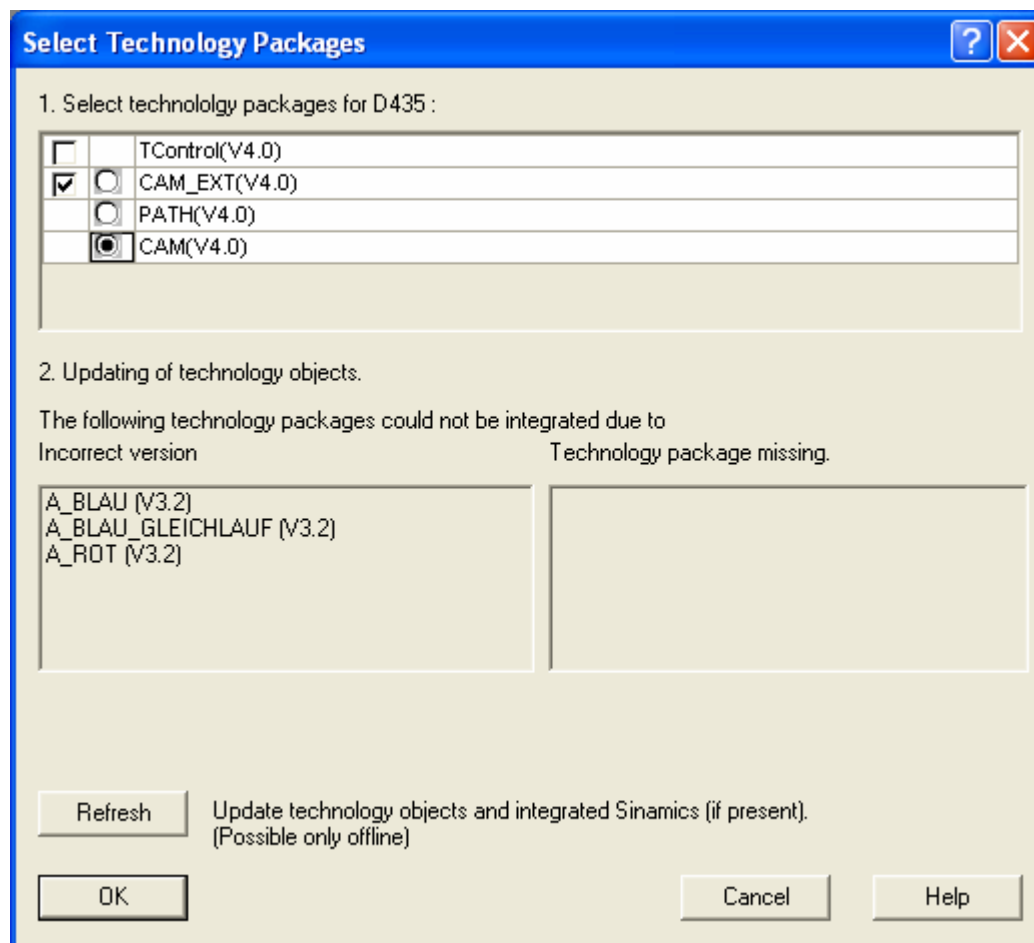 Select Technology Packages
1. Select technololgy packages for D435 :
TControl(V4.0)
CAM_EXT(V4.0)
PATH(V4.0)
CAM(V4.0)
2. Updating of technology objects.
The following technology packages could not be integrated due to
Incorrect version Technology package missing.
A_BLAU (V3.2)
A_BLAU_GLEICHLAUF (V3.2)
A_ROT (V3.2)
Refresh Update technology objects and integrated Sinamics (if present).
(Possible only offline)
OK Cancel Help